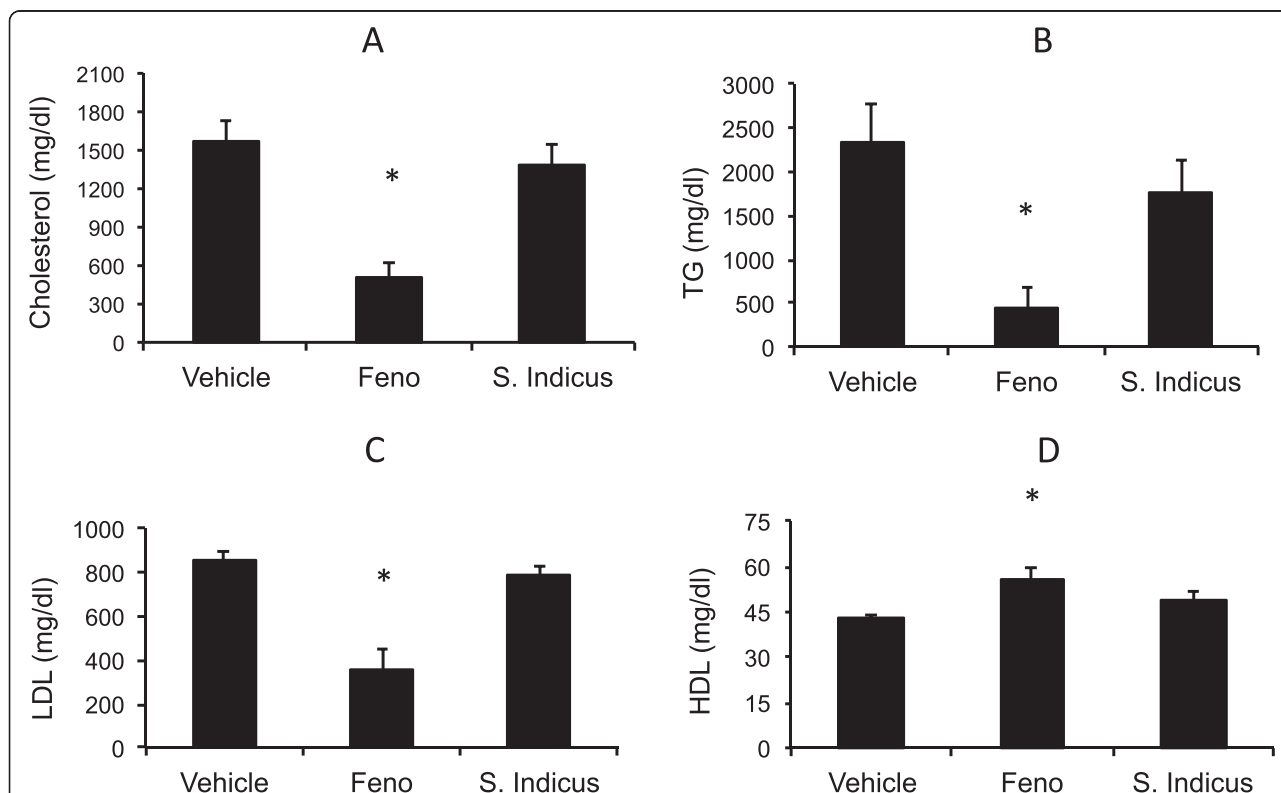 A
Cholesterol (mg/dl)
2100
1800
1500
1200
900
600
300
0
*
Vehicle Feno S. Indicus
B
TG (mg/dl)
3000
2500
2000
1500
1000
500
0
*
Vehicle Feno S. Indicus
C
LDL (mg/dl)
1000
800
600
400
200
0
*
Vehicle Feno S. Indicus
D
HDL (mg/dl)
*
75
60
45
30
15
0
Vehicle Feno S. Indicus